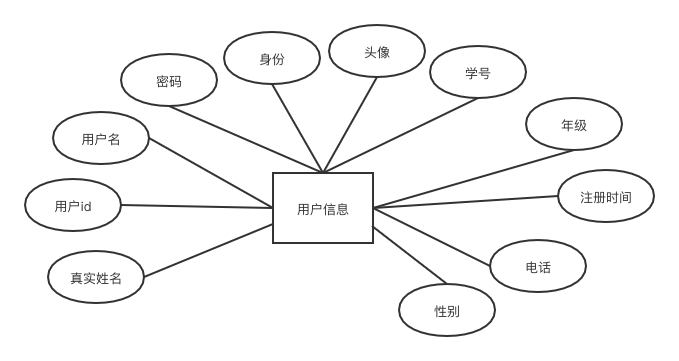 头像
身份
学号
密码
年级
用户名
注册时间
用户id
用户信息
电话
真实姓名
性别